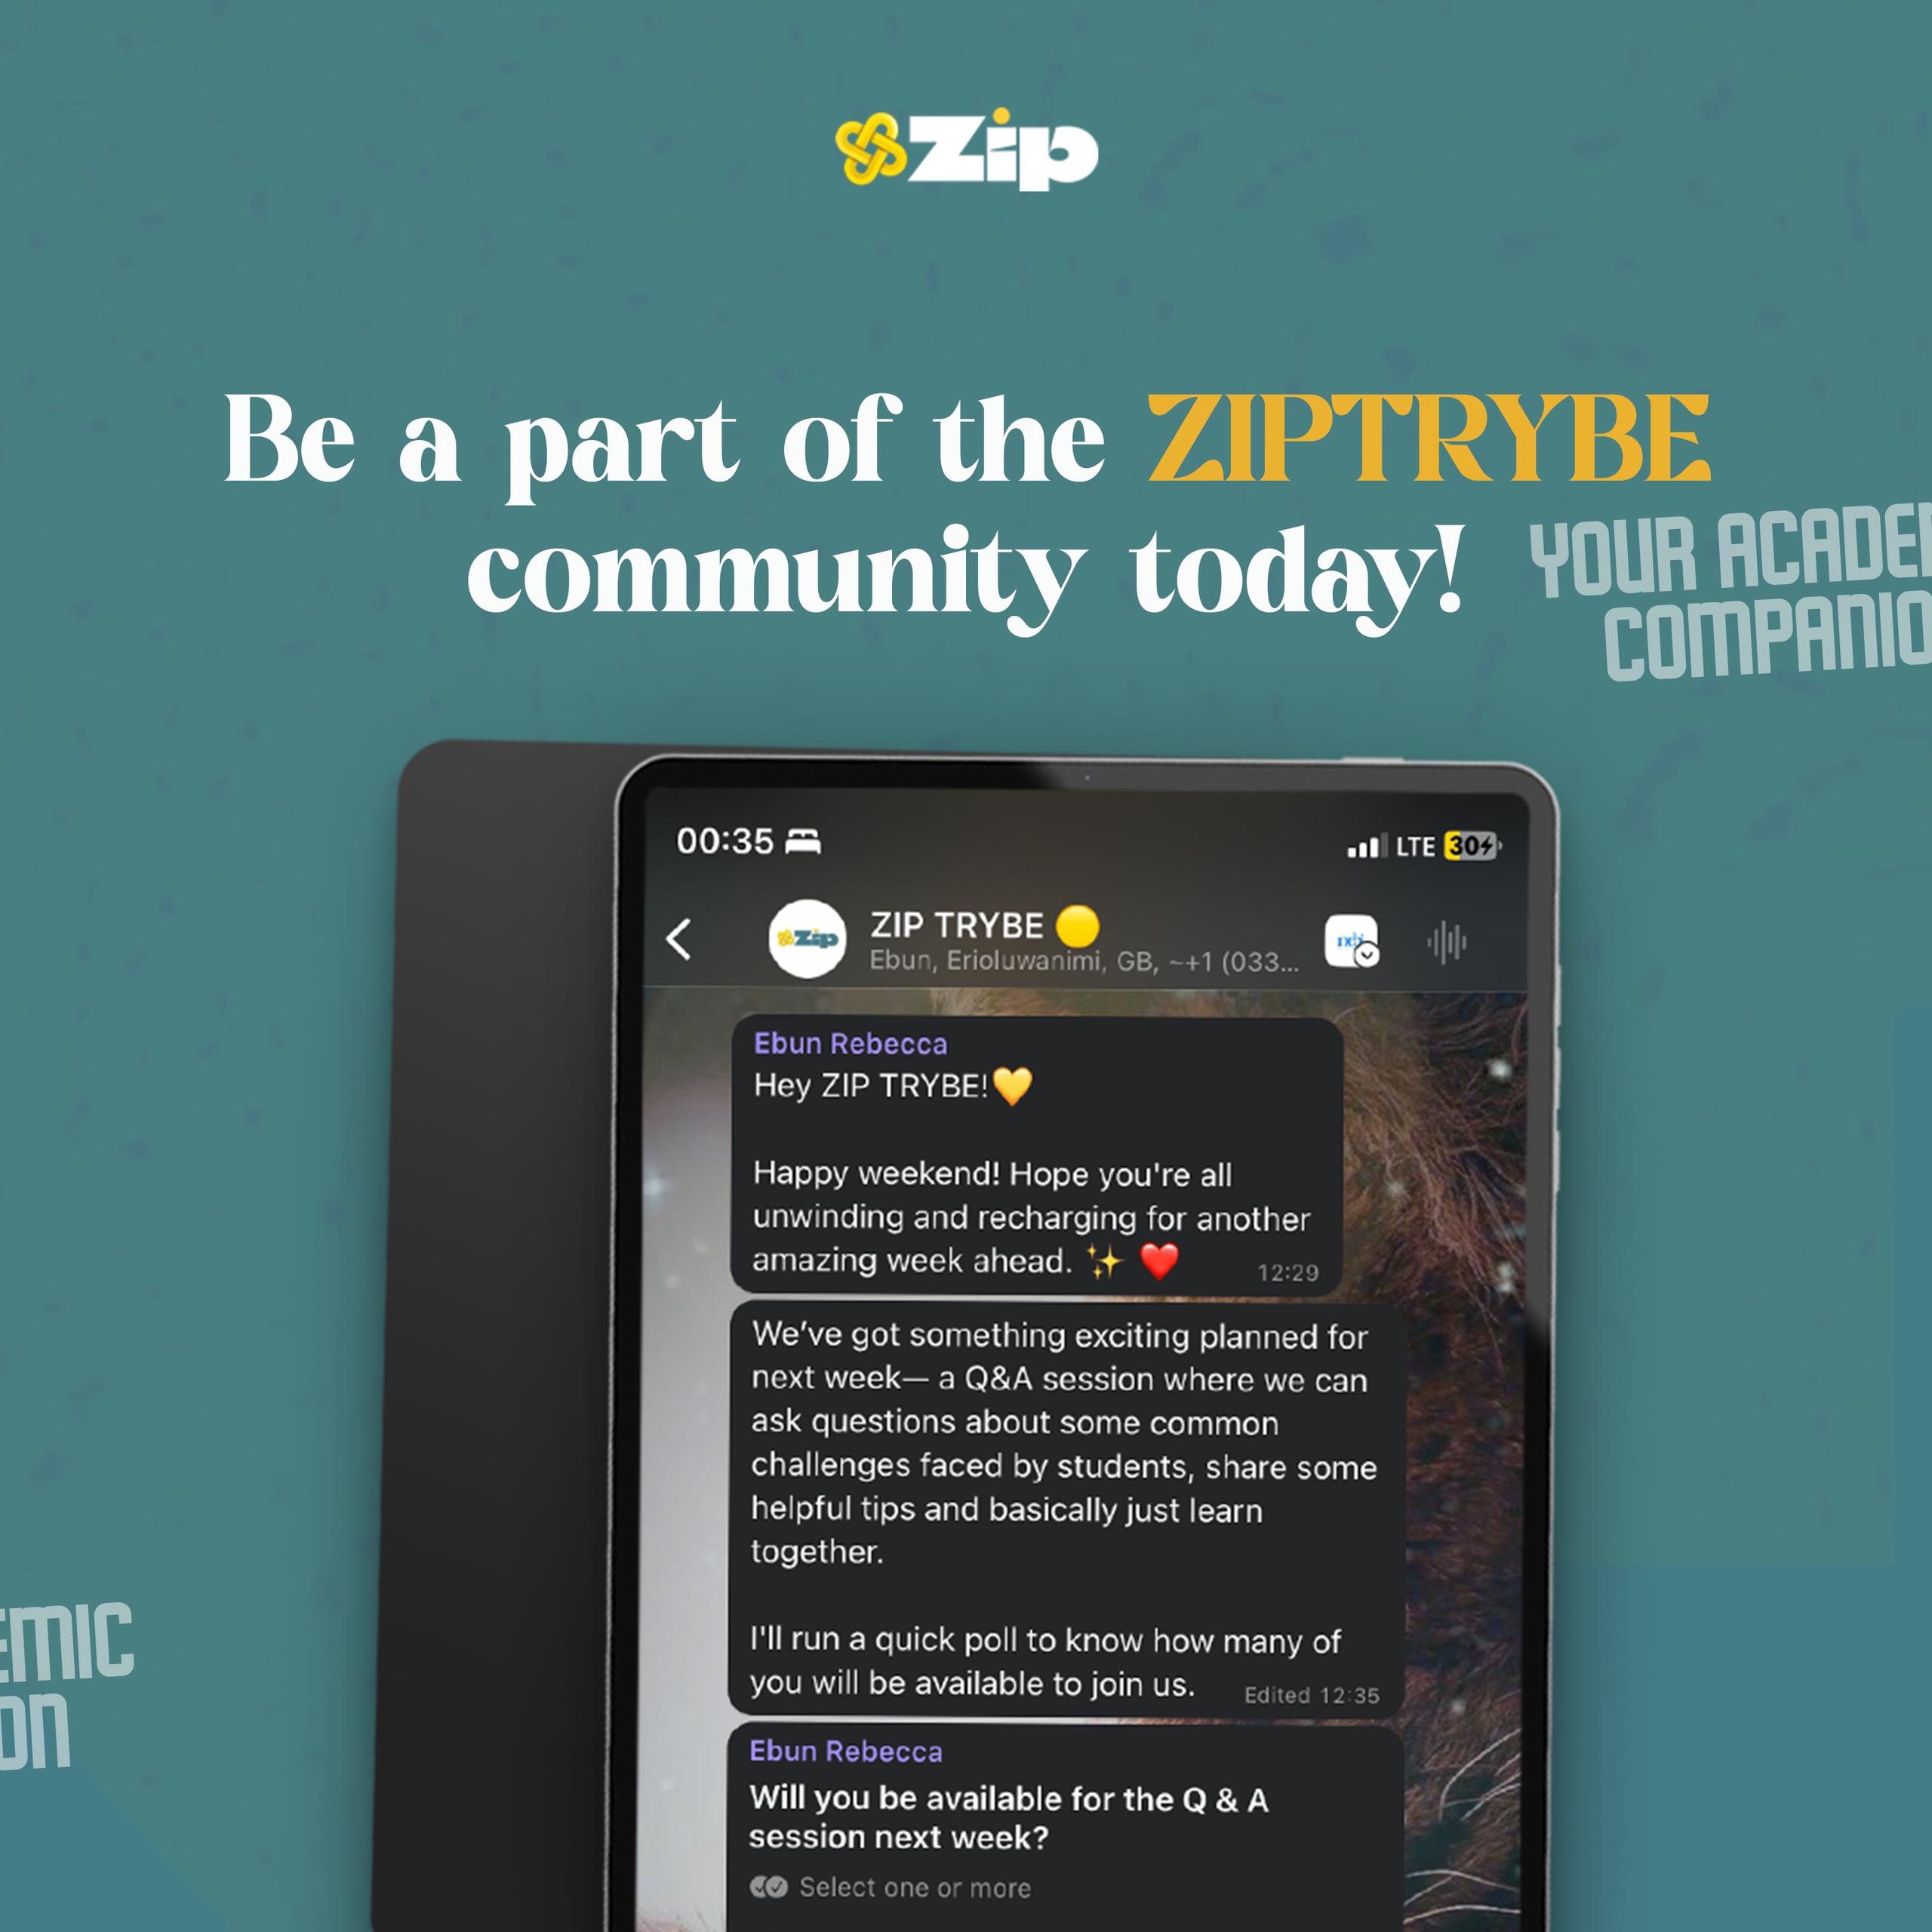 Zip
Be a part of the ZIPTRYBE
community today!
YOUR ACADEM
COMPANIO
00:35
LTE 30
Zip
ZIP TRYBE 🟡
Ebun, Erioluwanimi, GB, ~+1 (033...
Ebun Rebecca
Hey ZIP TRYBE!💛
Happy weekend! Hope you're all
unwinding and recharging for another
amazing week ahead. ✨ ❤️
12:29
We've got something exciting planned for
next week— a Q&A session where we can
ask questions about some common
challenges faced by students, share some
helpful tips and basically just learn
together.
I'll run a quick poll to know how many of
you will be available to join us.
Edited 12:35
EMIC
ON
Ebun Rebecca
Will you be available for the Q & A
session next week?
Select one or more